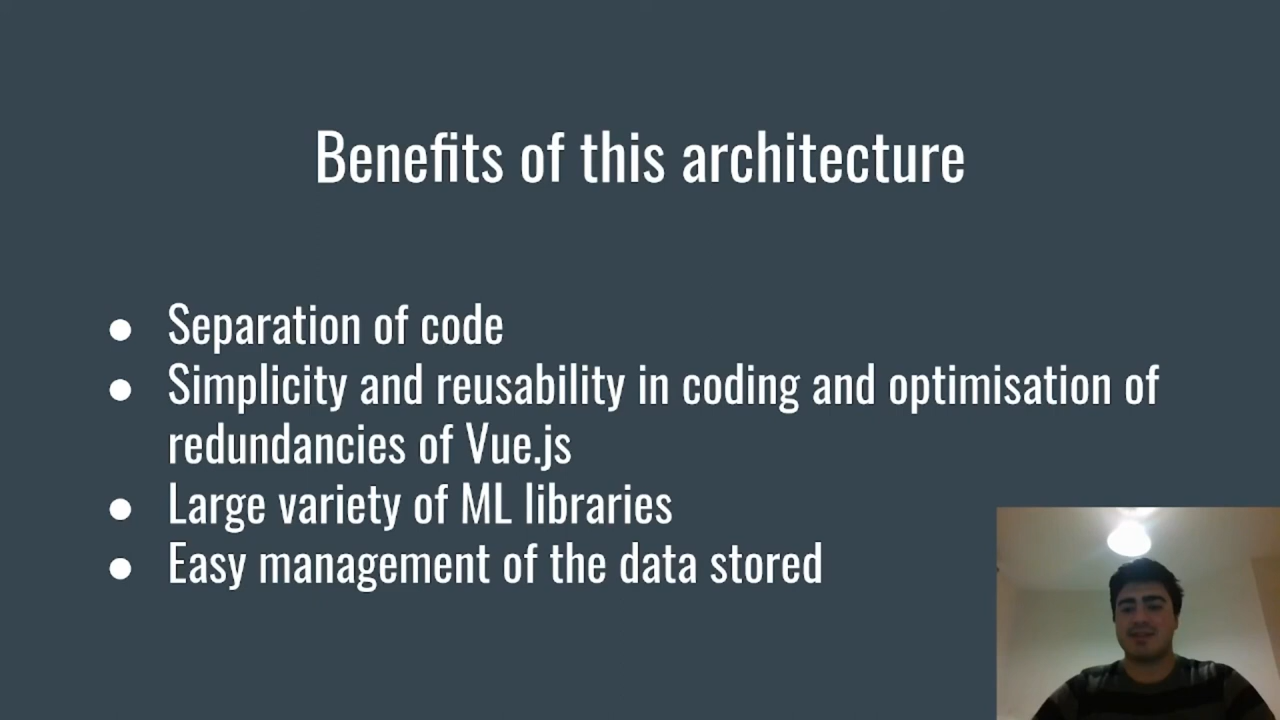 Benefits of this architecture
● Separation of code
● Simplicity and reusability in coding and optimisation of
redundancies of Vue.js
● Large variety of ML libraries
● Easy management of the data stored